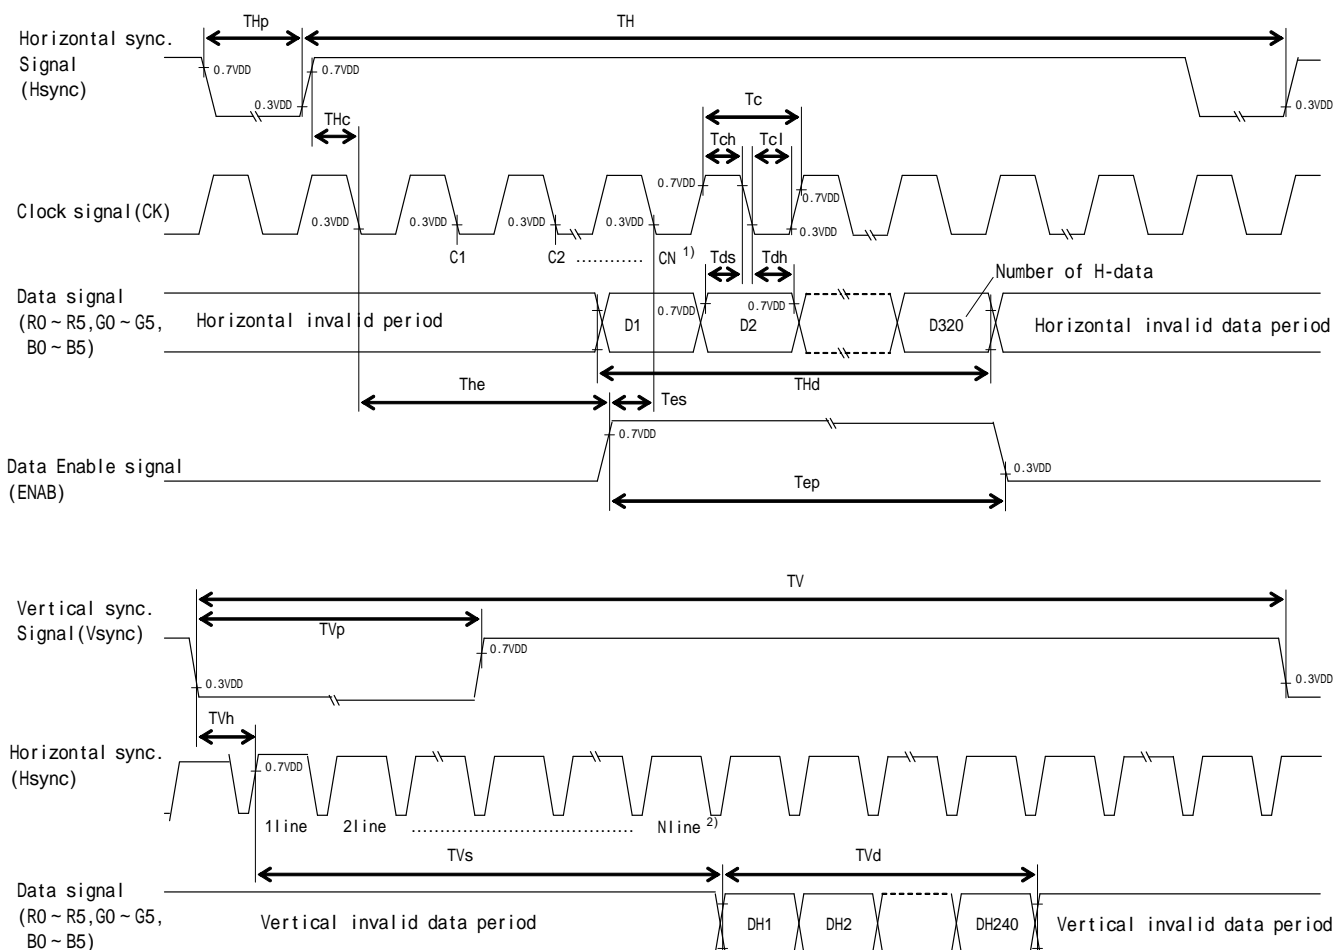 THp
TH
Horizontal sync.
Signal
(Hsync)
0.7VDD
0.7VDD
0.3VDD
0.3VDD
THc
Tc
Tch
Tcl
Clock signal(CK)
0.7VDD
0.7VDD
0.3VDD
0.3VDD
0.3VDD
0.3VDD
0.3VDD
C1
C2
............
CN 1)
Tds
Tdh
Number of H-data
Data signal
(R0~R5,G0~G5,
B0~B5)
Horizontal invalid period
D1
0.7VDD
D2
0.7VDD
D320
Horizontal invalid data period
The
Tes
THd
0.7VDD
Data Enable signal
(ENAB)
0.3VDD
Tep
TV
Vertical sync.
Signal(Vsync)
TVp
0.7VDD
0.3VDD
0.3VDD
TVh
Horizontal sync.
(Hsync)
0.7VDD
1line
2line
.......................................
Nline 2)
TVs
TVd
Data signal
(R0~R5,G0~G5,
B0~B5)
Vertical invalid data period
DH1
DH2
DH240
Vertical invalid data period